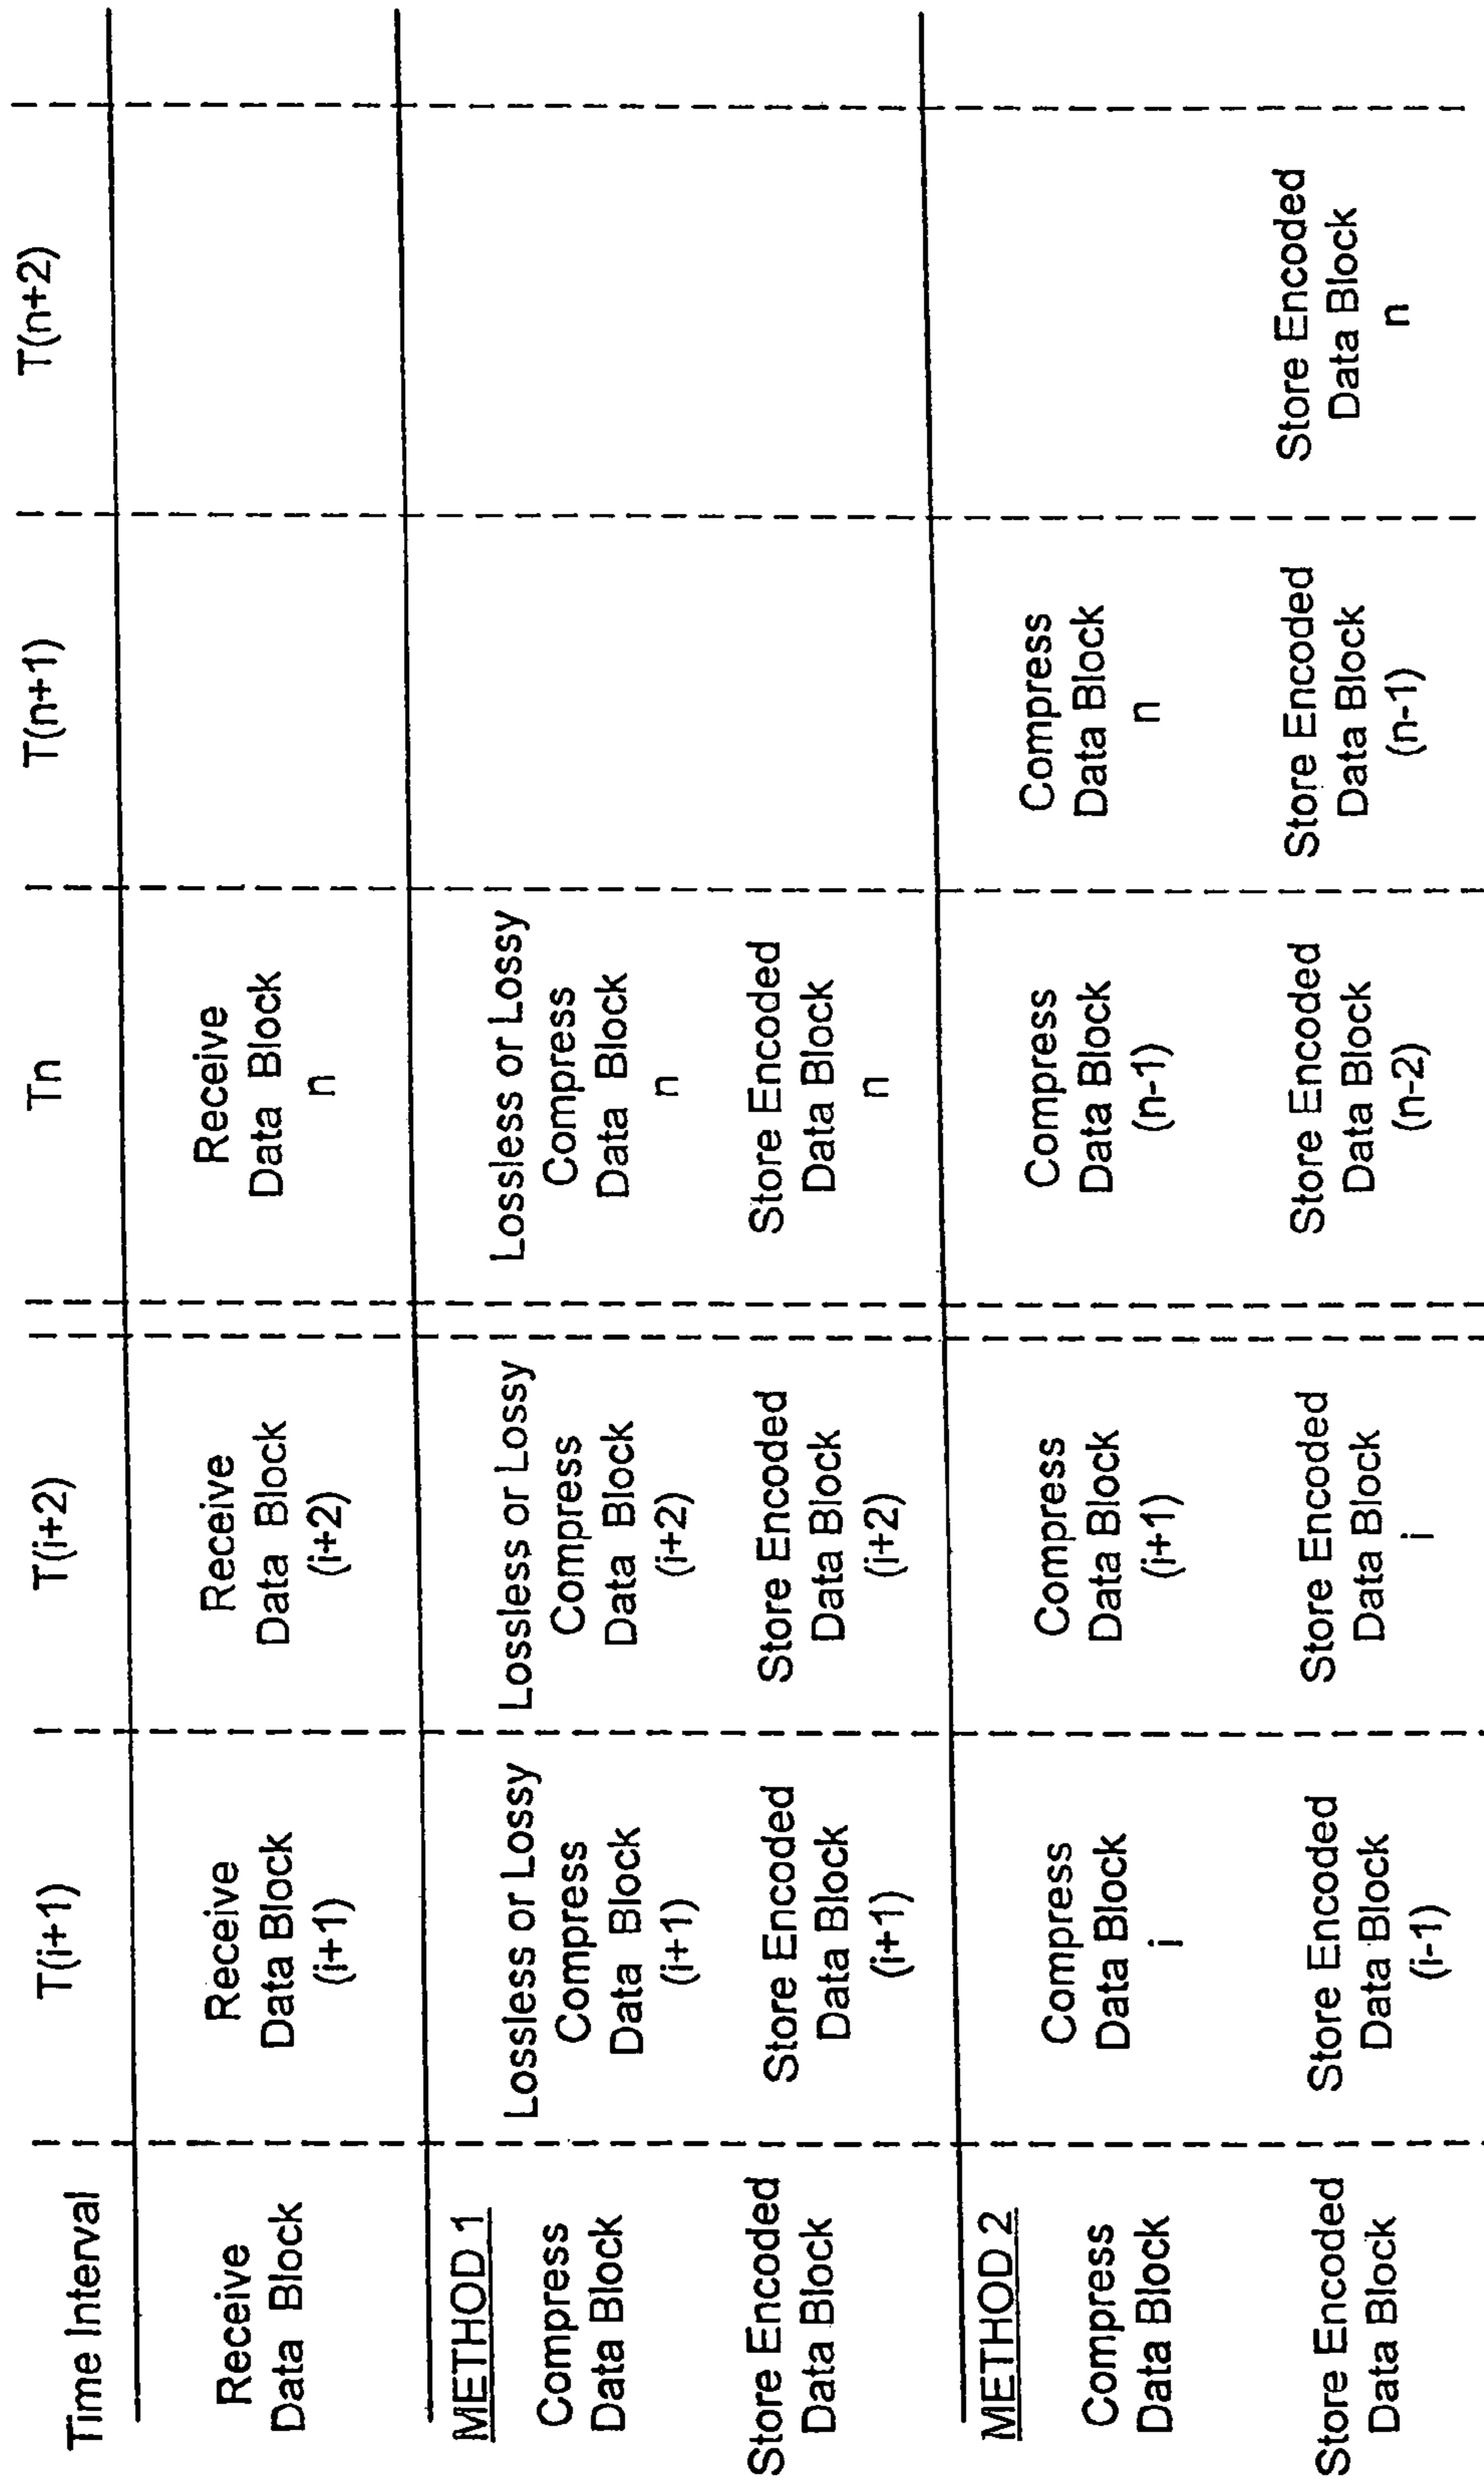 Time Interval
T(i+1)
T(i+2)
Tn
T(n+1)
T(n+2)
Receive
Data Block
Receive
Data Block
(i+1)
Receive
Data Block
(i+2)
Receive
Data Block
n
METHOD 1
Compress
Data Block
Lossless or Lossy
Compress
Data Block
(i+1)
Lossless or Lossy
Compress
Data Block
(i+2)
Lossless or Lossy
Compress
Data Block
n
Store Encoded
Data Block
Store Encoded
Data Block
(i+1)
Store Encoded
Data Block
(i+2)
Store Encoded
Data Block
n
METHOD 2
Compress
Data Block
Compress
Data Block
i
Compress
Data Block
(i+1)
Compress
Data Block
(n-1)
Compress
Data Block
n
Store Encoded
Data Block
Store Encoded
Data Block
(i-1)
Store Encoded
Data Block
i
Store Encoded
Data Block
(n-2)
Store Encoded
Data Block
(n-1)
Store Encoded
Data Block
n